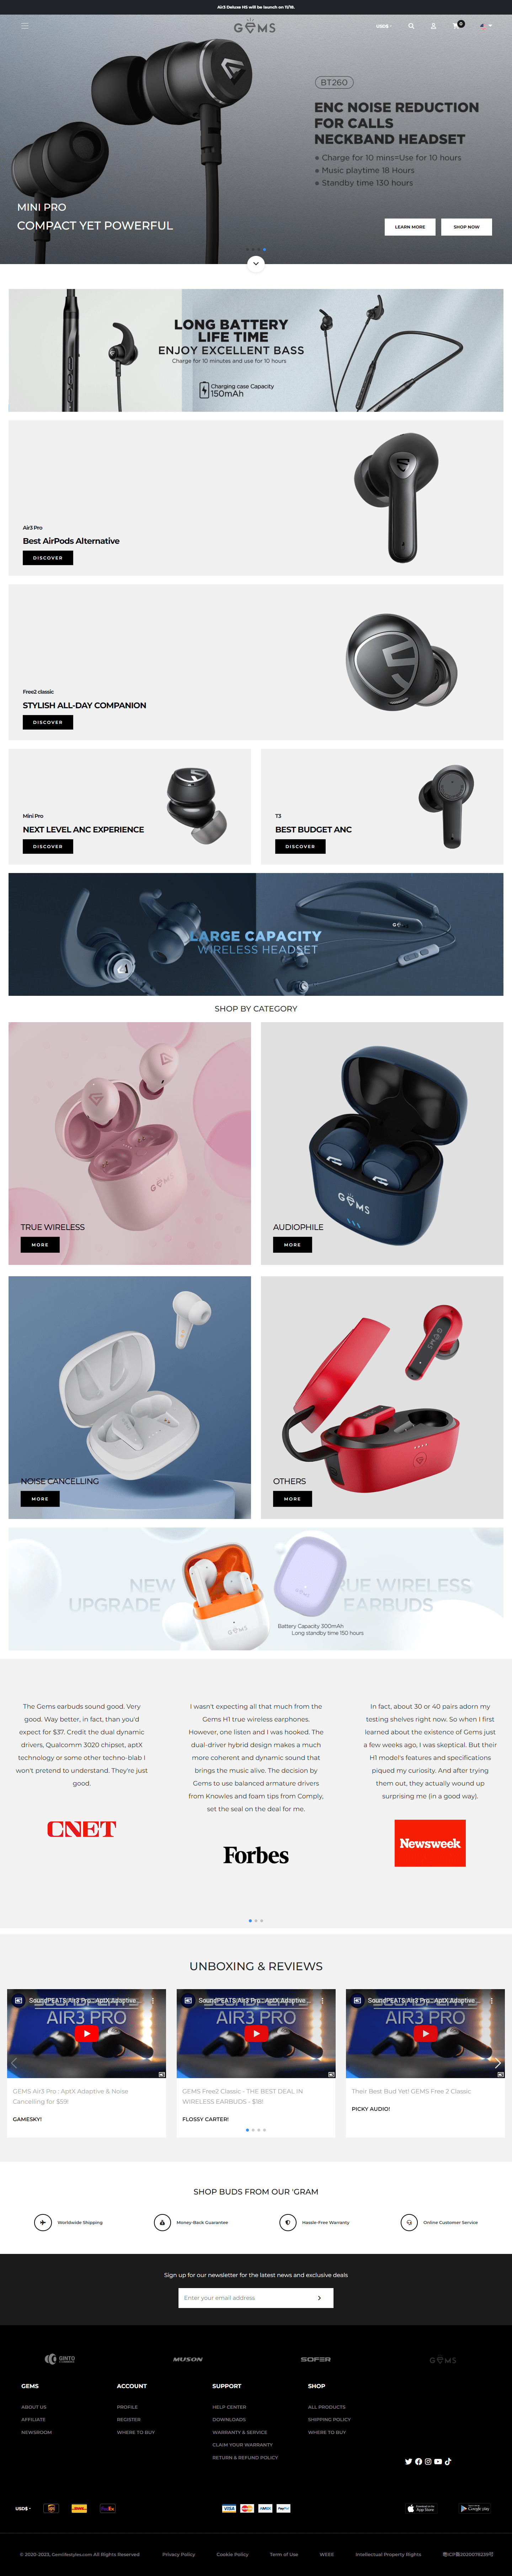 Air3 Deluxe HS will be launch on 11/18.
USD$
GEMS
0
BT260
ENC NOISE REDUCTION
FOR CALLS
NECKBAND HEADSET
Charge for 10 mins=Use for 10 hours
Music playtime 18 Hours
Standby time 130 hours
MINI PRO
COMPACT YET POWERFUL
LEARN MORE
SHOP NOW
LONG BATTERY
LIFE TIME
ENJOY EXCELLENT BASS
Charge for 10 minutes and use for 10 hours
Charging case Capacity
150mAh
Air3 Pro
Best AirPods Alternative
DISCOVER
Free2 classic
STYLISH ALL-DAY COMPANION
DISCOVER
Mini Pro
NEXT LEVEL ANC EXPERIENCE
DISCOVER
T3
BEST BUDGET ANC
DISCOVER
LARGE CAPACITY
WIRELESS HEADSET
SHOP BY CATEGORY
GEMS
TRUE WIRELESS
MORE
GEMS
AUDIOPHILE
MORE
NOISE CANCELLING
MORE
GEMS
OTHERS
MORE
NEW
UPGRADE
RUE WIRELESS
EARBUDS
GEMS
Battery Capacity 300mAh
Long standby time 150 hours
The Gems earbuds sound good. Very
good. Way better, in fact, than you'd
expect for $37. Credit the dual dynamic
drivers, Qualcomm 3020 chipset, aptX
technology or some other techno-blab I
won't pretend to understand. They're just
good.
CNET
I wasn't expecting all that much from the
Gems H1 true wireless earphones.
However, one listen and I was hooked. The
dual-driver hybrid design makes a much
more coherent and dynamic sound that
brings the music alive. The decision by
Gems to use balanced armature drivers
from Knowles and foam tips from Comply,
set the seal on the deal for me.
Forbes
In fact, about 30 or 40 pairs adorn my
testing shelves right now. So when I first
learned about the existence of Gems just
a few weeks ago, I was skeptical. But their
H1 model's features and specifications
piqued my curiosity. And after trying
them out, they actually wound up
surprising me (in a good way).
Newsweek
UNBOXING & REVIEWS
SoundPEATS Air3 Pro : AptX Adaptive...
AIR3 PRO
GEMS Air3 Pro : AptX Adaptive & Noise
Cancelling for $59!
GAMESKY!
SoundPEATS Air3 Pro : AptX Adaptive...
AIR3 PRO
GEMS Free2 Classic - THE BEST DEAL IN
WIRELESS EARBUDS - $18!
FLOSSY CARTER!
SoundPEATS Air3 Pro : AptX Adaptive...
AIR3 PRO
Their Best Bud Yet! GEMS Free 2 Classic
PICKY AUDIO!
SHOP BUDS FROM OUR 'GRAM
Worldwide Shipping
Money-Back Guarantee
Hassle-Free Warranty
Online Customer Service
Sign up for our newsletter for the latest news and exclusive deals
Enter your email address
GINTO
MUSON
SOFER
GEMS
GEMS
ABOUT US
AFFILIATE
NEWSROOM
ACCOUNT
PROFILE
REGISTER
WHERE TO BUY
SUPPORT
HELP CENTER
DOWNLOADS
WARRANTY & SERVICE
CLAIM YOUR WARRANTY
RETURN & REFUND POLICY
SHOP
ALL PRODUCTS
SHIPPING POLICY
WHERE TO BUY
USD$
ups
DHL
FedEx
VISA
AMEX
PayPal
App Store
Google play
© 2020-2023, Gemlifestyles.com All Rights Reserved
Privacy Policy
Cookie Policy
Term of Use
WEEE
Intellectual Property Rights